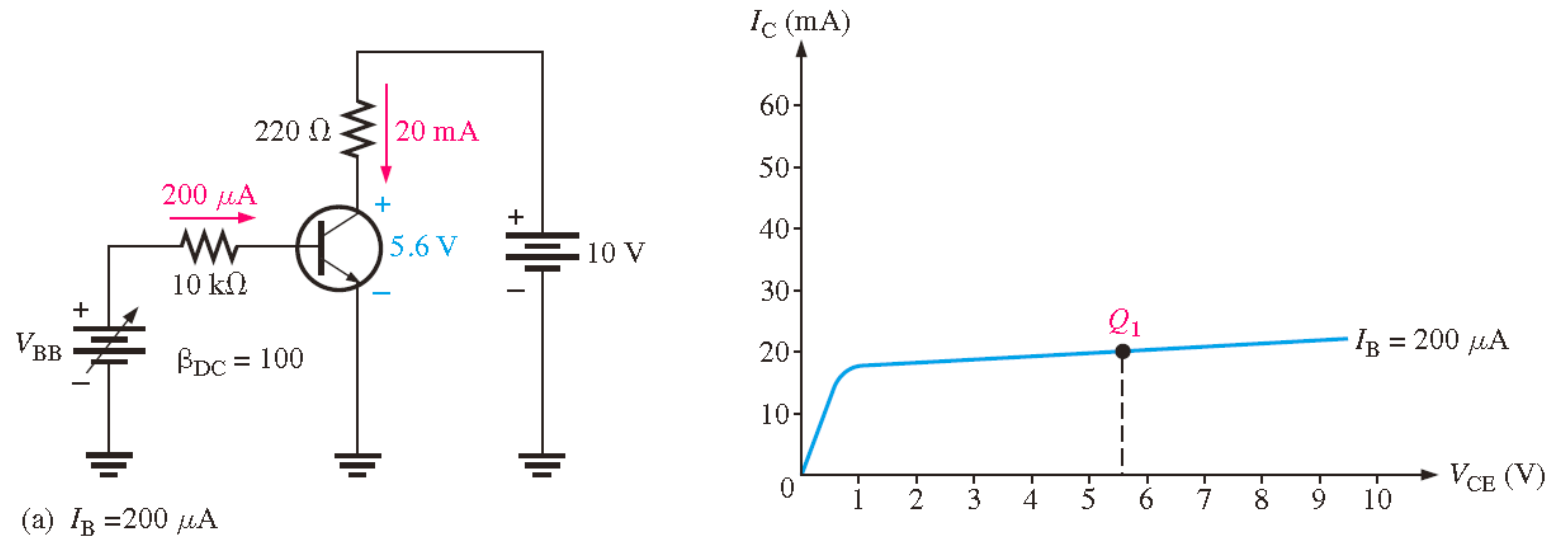 220 Ω
20 mA
200 μA
+
5.6 V
–
10 kΩ
+
10 V
–
+
V_BB
–
β_DC = 100
(a) I_B =200 μA
I_C (mA)
60
50
40
30
20
10
0
Q_1
I_B = 200 μA
1 2 3 4 5 6 7 8 9 10
V_CE (V)